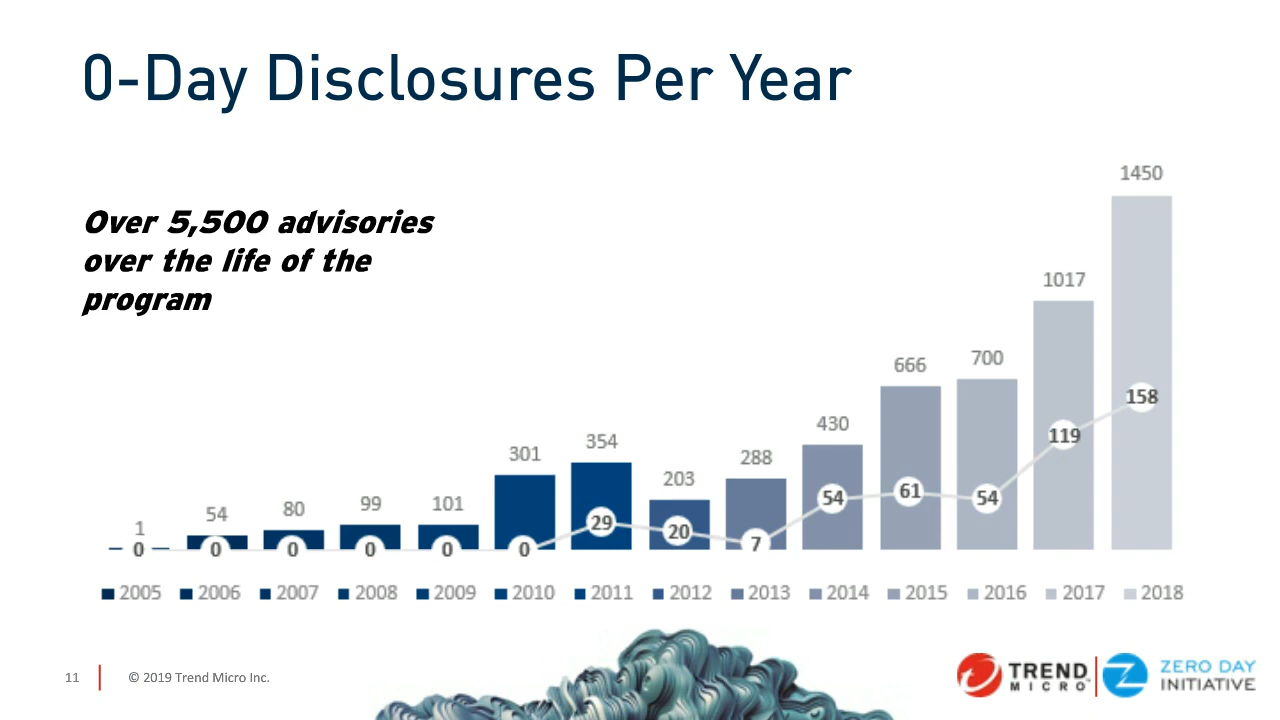 0-Day Disclosures Per Year
Over 5,500 advisories
over the life of the
program
1 54 80 99 101 301 354 203 288 430 666 700 1017 1450
0 0 0 0 0 0 29 20 7 54 61 54 119 158
2005 2006 2007 2008 2009 2010 2011 2012 2013 2014 2015 2016 2017 2018
11 © 2019 Trend Micro Inc.
TREND
MICRO™
ZERO DAY
INITIATIVE